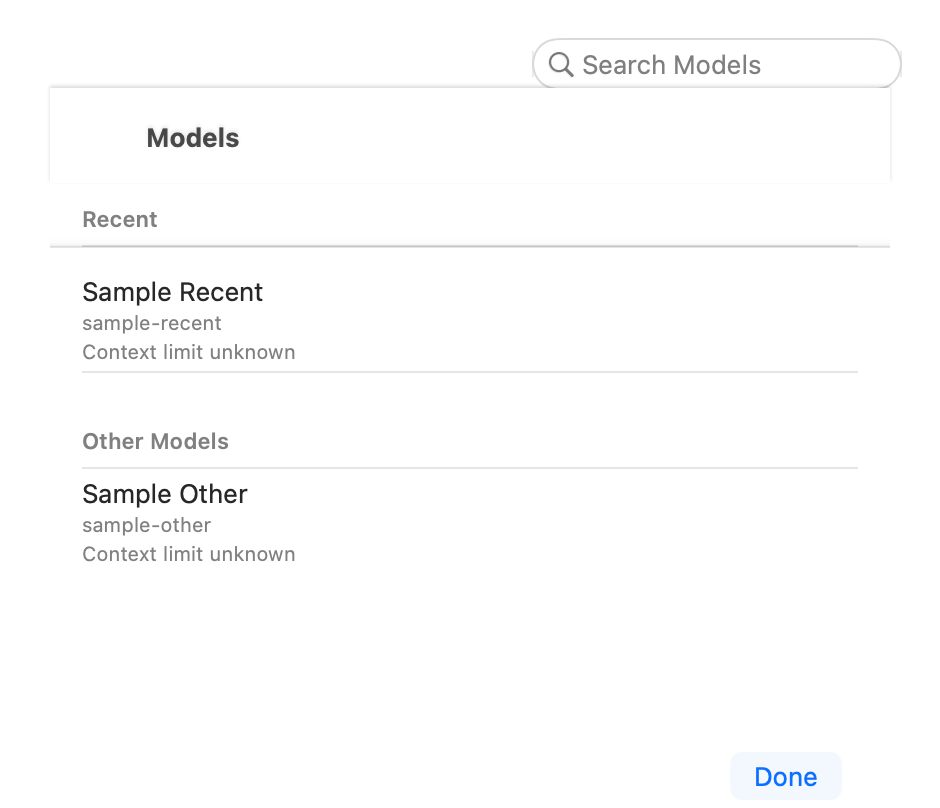 Search Models
Models
Recent
Sample Recent
sample-recent
Context limit unknown
Other Models
Sample Other
sample-other
Context limit unknown
Done